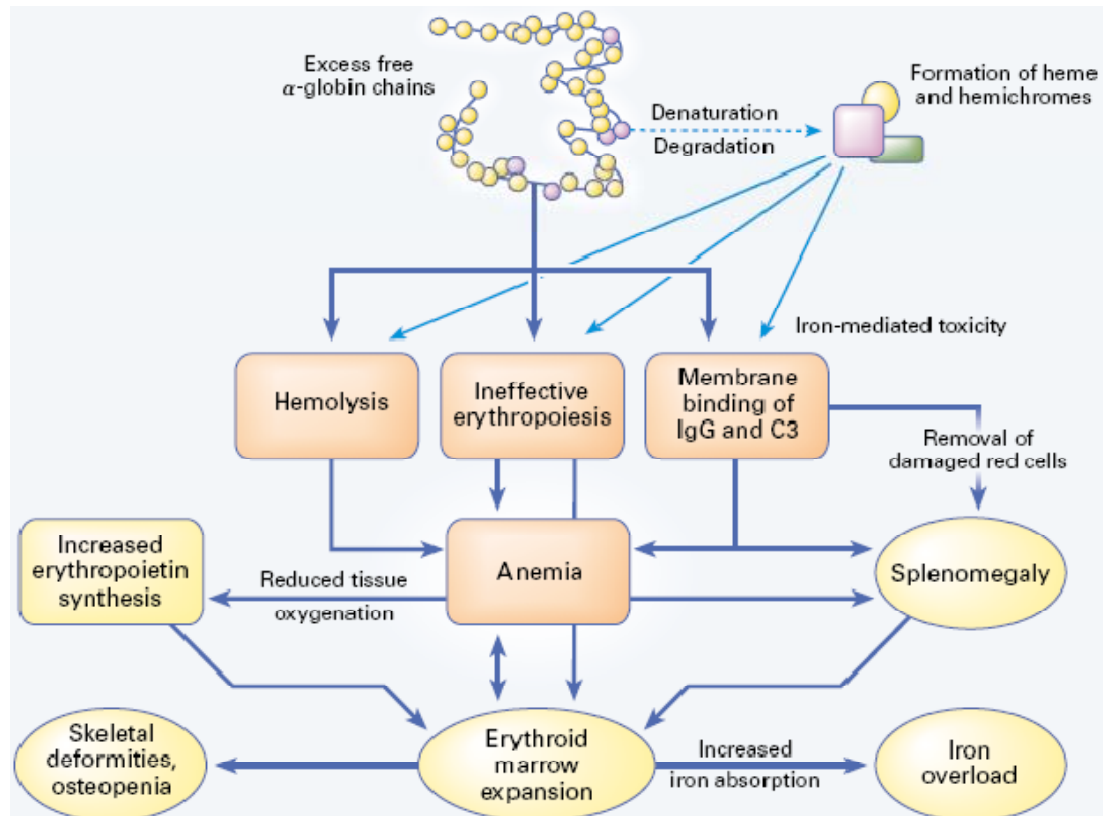 Excess free
α-globin chains
Denaturation
Degradation
Formation of heme
and hemichromes
Iron-mediated toxicity
Hemolysis
Ineffective
erythropoiesis
Membrane
binding of
IgG and C3
Removal of
damaged red cells
Increased
erythropoietin
synthesis
Reduced tissue
oxygenation
Anemia
Splenomegaly
Skeletal
deformities,
osteopenia
Erythroid
marrow
expansion
Increased
iron absorption
Iron
overload